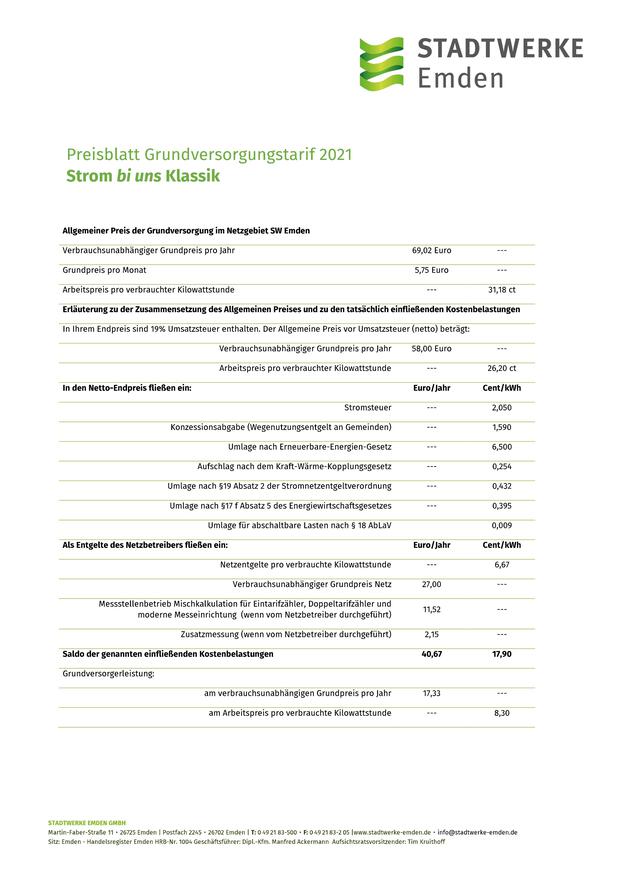 STADTWERKE
Emden
Preisblatt Grundversorgungstarif 2021
Strom bi uns Klassik
Allgemeiner Preis der Grundversorgung im Netzgebiet SW Emden
Verbrauchsunabhängiger Grundpreis pro Jahr 69,02 Euro ---
Grundpreis pro Monat 5,75 Euro ---
Arbeitspreis pro verbrauchter Kilowattstunde --- 31,18 ct
Erläuterung zu der Zusammensetzung des Allgemeinen Preises und zu den tatsächlich einfließenden Kostenbelastungen
In Ihrem Endpreis sind 19% Umsatzsteuer enthalten. Der Allgemeine Preis vor Umsatzsteuer (netto) beträgt:
Verbrauchsunabhängiger Grundpreis pro Jahr 58,00 Euro ---
Arbeitspreis pro verbrauchter Kilowattstunde --- 26,20 ct
In den Netto-Endpreis fließen ein: Euro/Jahr Cent/kWh
Stromsteuer --- 2,050
Konzessionsabgabe (Wegenutzungsentgelt an Gemeinden) --- 1,590
Umlage nach Erneuerbare-Energien-Gesetz --- 6,500
Aufschlag nach dem Kraft-Wärme-Kopplungsgesetz --- 0,254
Umlage nach §19 Absatz 2 der Stromnetzentgeltverordnung --- 0,432
Umlage nach §17 f Absatz 5 des Energiewirtschaftsgesetzes --- 0,395
Umlage für abschaltbare Lasten nach § 18 AbLaV 0,009
Als Entgelte des Netzbetreibers fließen ein: Euro/Jahr Cent/kWh
Netzentgelte pro verbrauchte Kilowattstunde --- 6,67
Verbrauchsunabhängiger Grundpreis Netz 27,00 ---
Messstellenbetrieb Mischkalkulation für Eintarifzähler, Doppeltarifzähler und
moderne Messeinrichtung (wenn vom Netzbetreiber durchgeführt) 11,52 ---
Zusatzmessung (wenn vom Netzbetreiber durchgeführt) 2,15 ---
Saldo der genannten einfließenden Kostenbelastungen 40,67 17,90
Grundversorgerleistung:
am verbrauchsunabhängigen Grundpreis pro Jahr 17,33 ---
am Arbeitspreis pro verbrauchte Kilowattstunde --- 8,30
STADTWERKE EMDEN GMBH
Martin-Faber-Straße 11 • 26725 Emden | Postfach 2245 • 26702 Emden | T: 0 49 21 83-500 • F: 0 49 21 83-2 05 |www.stadtwerke-emden.de • info@stadtwerke-emden.de
Sitz: Emden - Handelsregister Emden HRB-Nr. 1004 Geschäftsführer: Dipl.-Kfm. Manfred Ackermann Aufsichtsratsvorsitzender: Tim Kruithoff